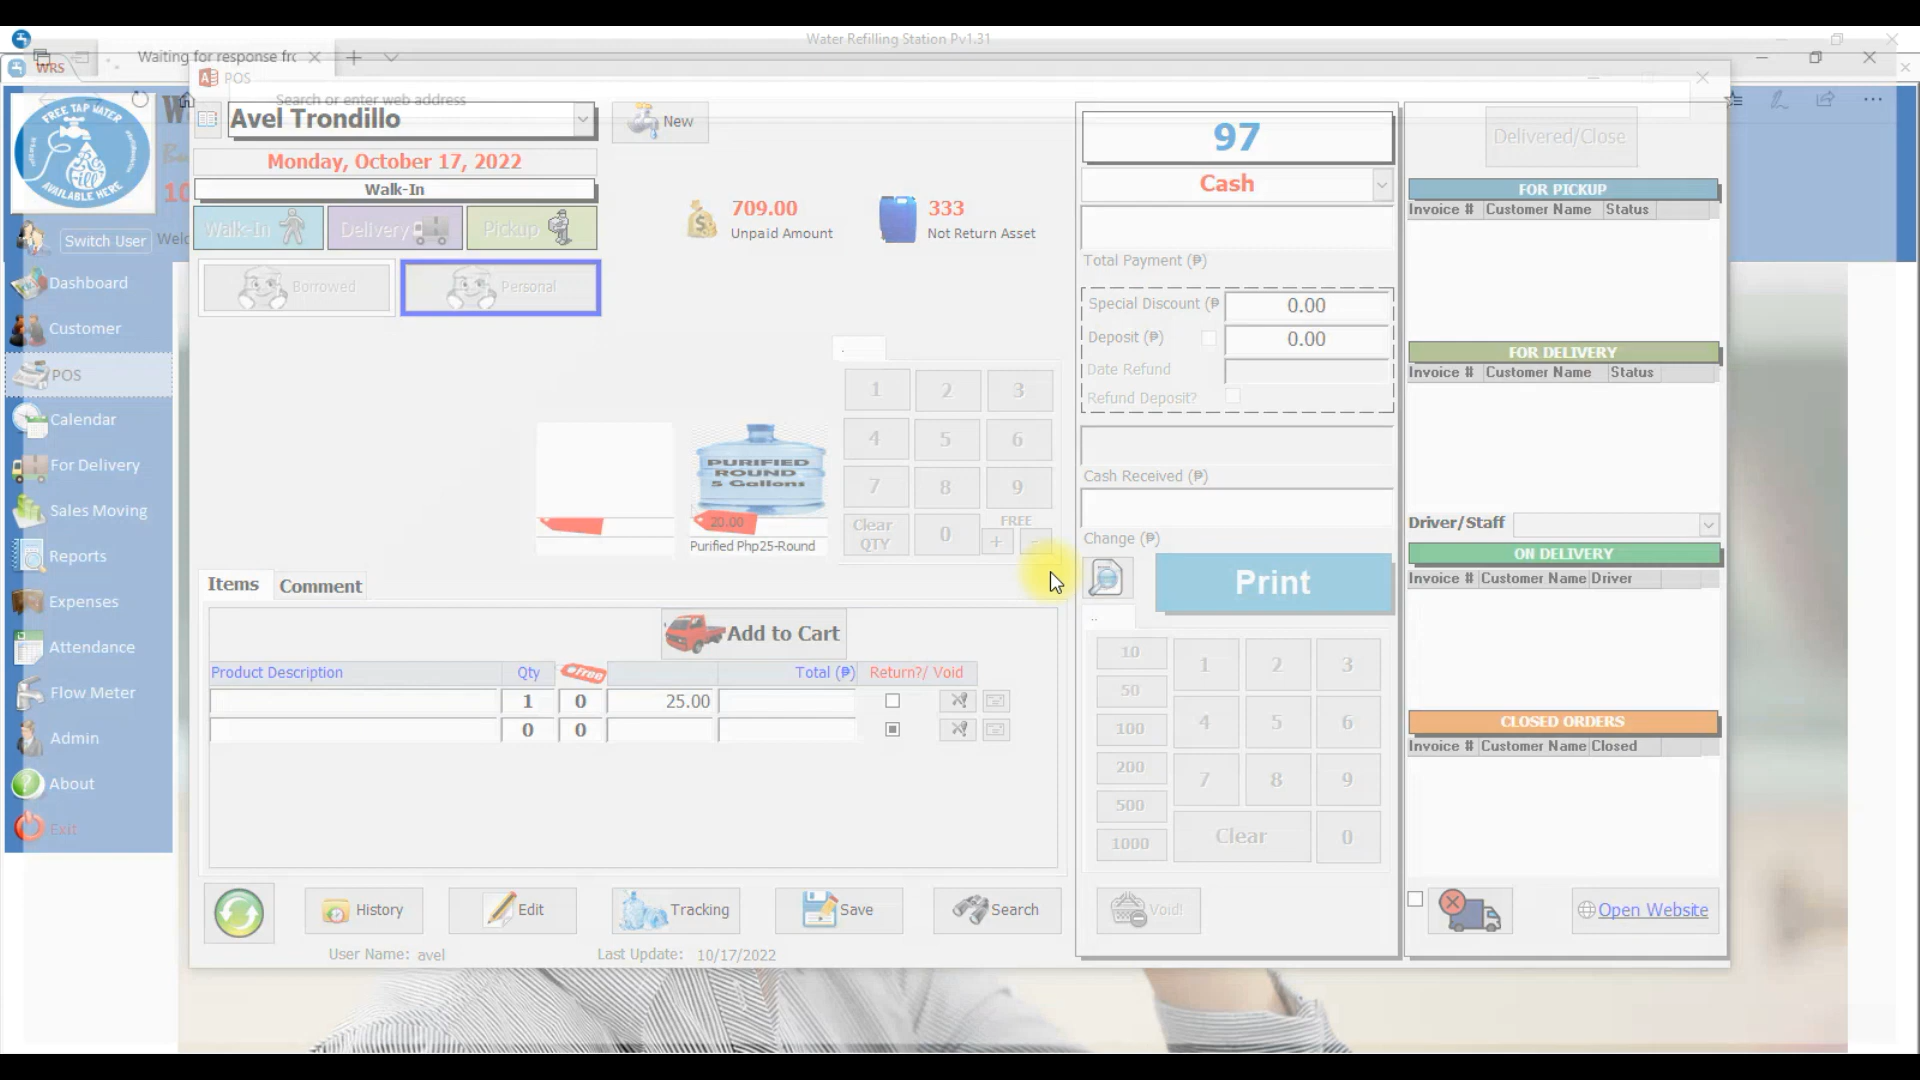 Water Refilling Station Pv1.31
Waiting for response frc
WRS
POS
Search or enter web address
FREE TAP WATER
AVAILABLE HERE
Switch User
Welc
Dashboard
Customer
POS
Calendar
For Delivery
Sales Moving
Reports
Expenses
Attendance
Flow Meter
Admin
About
Exit
Avel Trondillo
New
Monday, October 17, 2022
Walk-In
Walk-In
Delivery
Pickup
Borrowed
Personal
709.00
Unpaid Amount
333
Not Return Asset
PURIFIED
ROUND
5 Gallons
20.00
Purified Php25-Round
1 2 3
4 5 6
7 8 9
Clear QTY
0
FREE
+ -
Items
Comment
Add to Cart
Product Description
Qty
Free
Total (₱)
Return?/ Void
1 0 25.00
0 0
History
Edit
Tracking
Save
Search
User Name: avel
Last Update: 10/17/2022
97
Cash
Total Payment (₱)
Special Discount (₱
0.00
Deposit (₱)
0.00
Date Refund
Refund Deposit?
Cash Received (₱)
Change (₱)
Print
10
50
100
200
500
1000
1 2 3
4 5 6
7 8 9
Clear 0
Void!
Delivered/Close
FOR PICKUP
Invoice # Customer Name Status
FOR DELIVERY
Invoice # Customer Name Status
Driver/Staff
ON DELIVERY
Invoice # Customer Name Driver
CLOSED ORDERS
Invoice # Customer Name Closed
Open Website